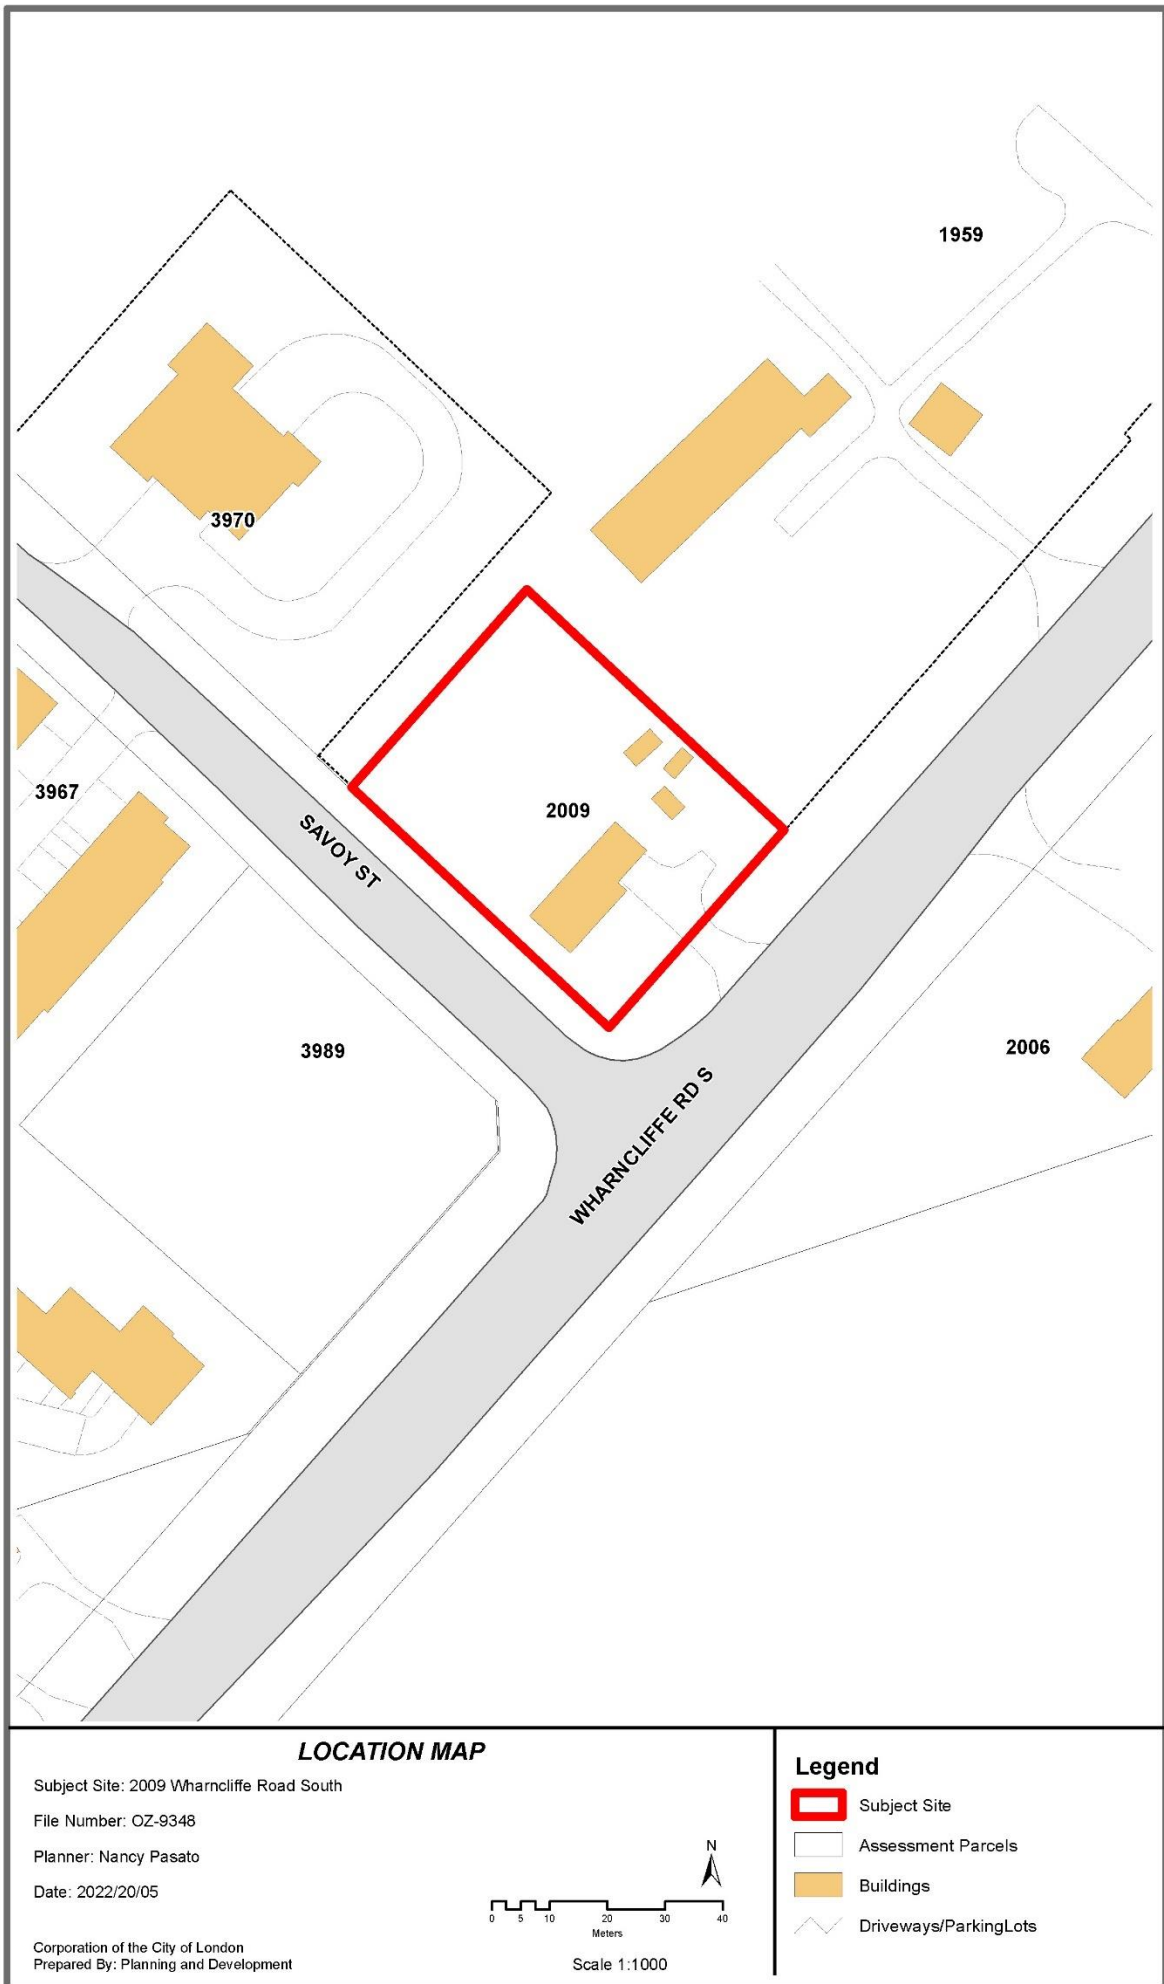 1959
3970
3967
2009
SAVOY ST
3989
2006
WHARNCLIFFE RD S
LOCATION MAP
Subject Site: 2009 Wharncliffe Road South
File Number: OZ-9348
Planner: Nancy Pasato
Date: 2022/20/05
Corporation of the City of London
Prepared By: Planning and Development
N
0 5 10 20 30 40
Meters
Scale 1:1000
Legend
Subject Site
Assessment Parcels
Buildings
Driveways/ParkingLots